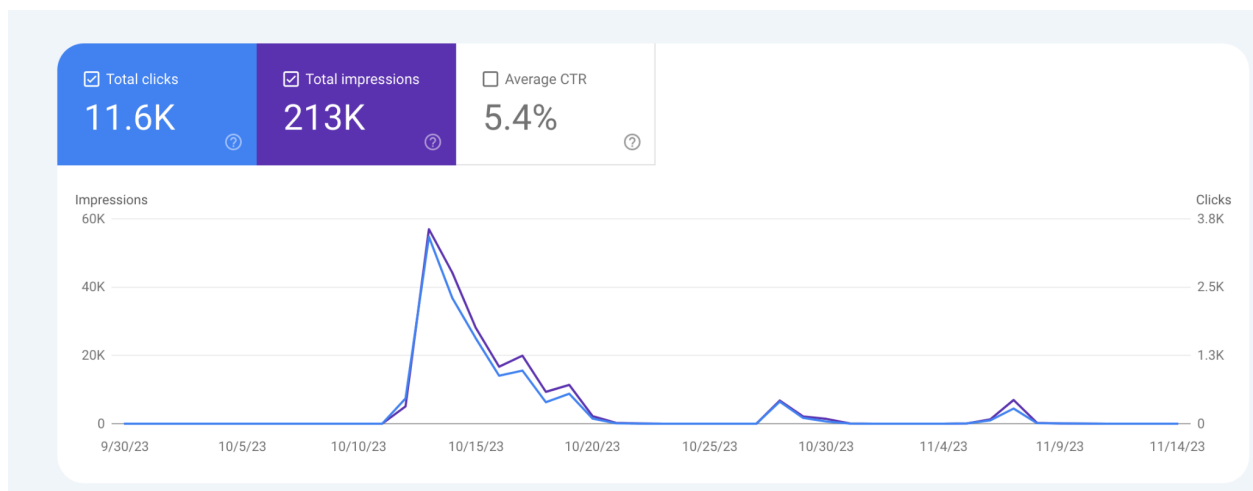 Total clicks
11.6K
Total impressions
213K
Average CTR
5.4%
Impressions
Clicks
60K
3.8K
40K
2.5K
20K
1.3K
0
0
9/30/23 10/5/23 10/10/23 10/15/23 10/20/23 10/25/23 10/30/23 11/4/23 11/9/23 11/14/23